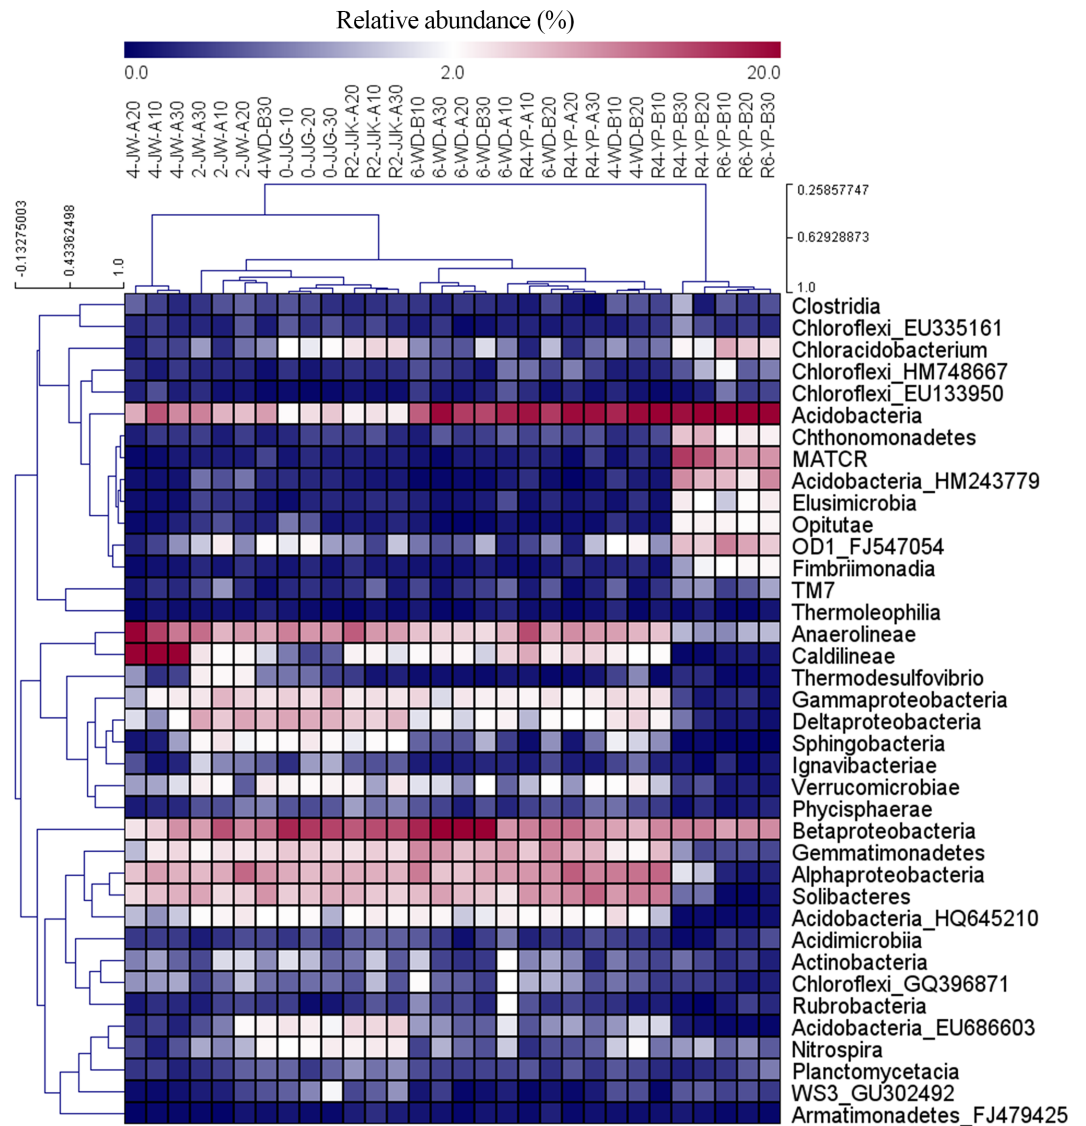 Relative abundance (%)
0.0 2.0 20.0
4-JW-A20
4-JW-A10
4-JW-A30
2-JW-A30
2-JW-A10
2-JW-A20
4-WD-B30
0-JJG-10
0-JJG-20
0-JJG-30
R2-JJK-A20
R2-JJK-A10
R2-JJK-A30
6-WD-B10
6-WD-A30
6-WD-A20
6-WD-B30
6-WD-A10
R4-YP-A10
6-WD-B20
R4-YP-A20
R4-YP-A30
4-WD-B10
4-WD-B20
R4-YP-B10
R4-YP-B30
R4-YP-B20
R6-YP-B10
R6-YP-B20
R6-YP-B30
0.25857747
0.62928873
1.0
-0.13275003
0.43362498
1.0
Clostridia
Chloroflexi_EU335161
Chloracidobacterium
Chloroflexi_HM748667
Chloroflexi_EU133950
Acidobacteria
Chthonomonadetes
MATCR
Acidobacteria_HM243779
Elusimicrobia
Opitutae
OD1_FJ547054
Fimbriimonadia
TM7
Thermoleophilia
Anaerolineae
Caldilineae
Thermodesulfovibrio
Gammaproteobacteria
Deltaproteobacteria
Sphingobacteria
Ignavibacteriae
Verrucomicrobiae
Phycisphaerae
Betaproteobacteria
Gemmatimonadetes
Alphaproteobacteria
Solibacteres
Acidobacteria_HQ645210
Acidimicrobiia
Actinobacteria
Chloroflexi_GQ396871
Rubrobacteria
Acidobacteria_EU686603
Nitrospira
Planctomycetacia
WS3_GU302492
Armatimonadetes_FJ479425